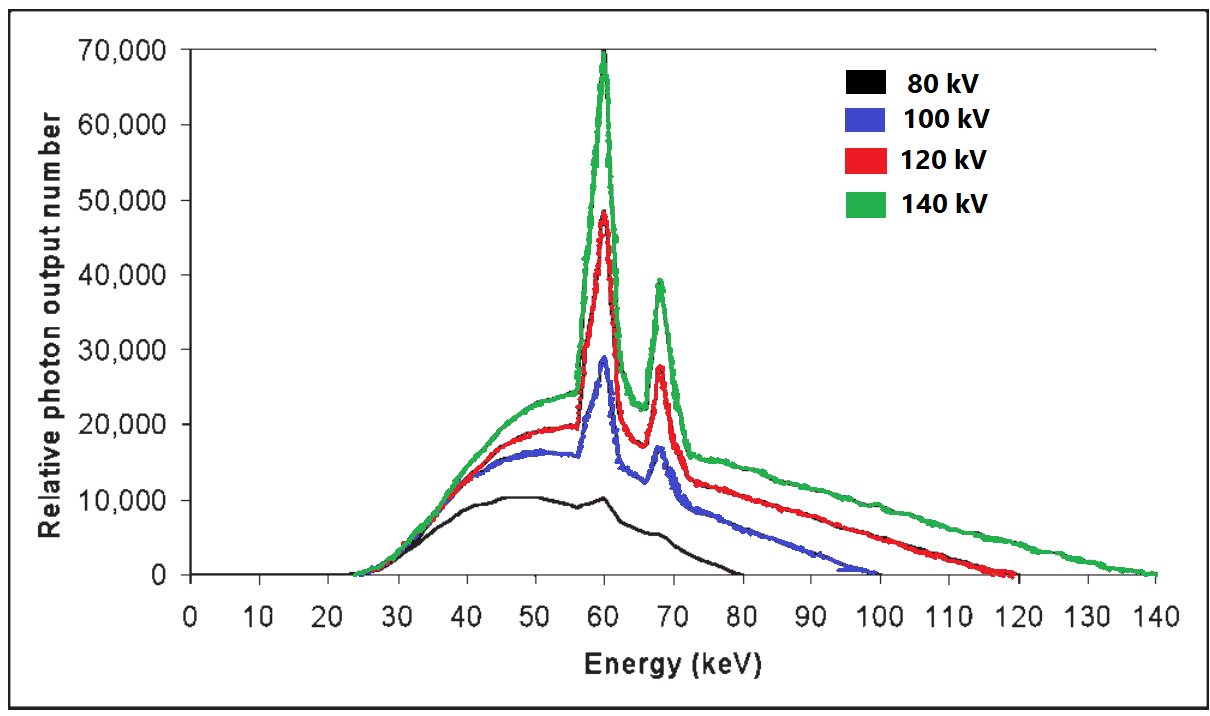 Relative photon output number
70,000
60,000
50,000
40,000
30,000
20,000
10,000
0
80 kV
100 kV
120 kV
140 kV
0 10 20 30 40 50 60 70 80 90 100 110 120 130 140
Energy (keV)